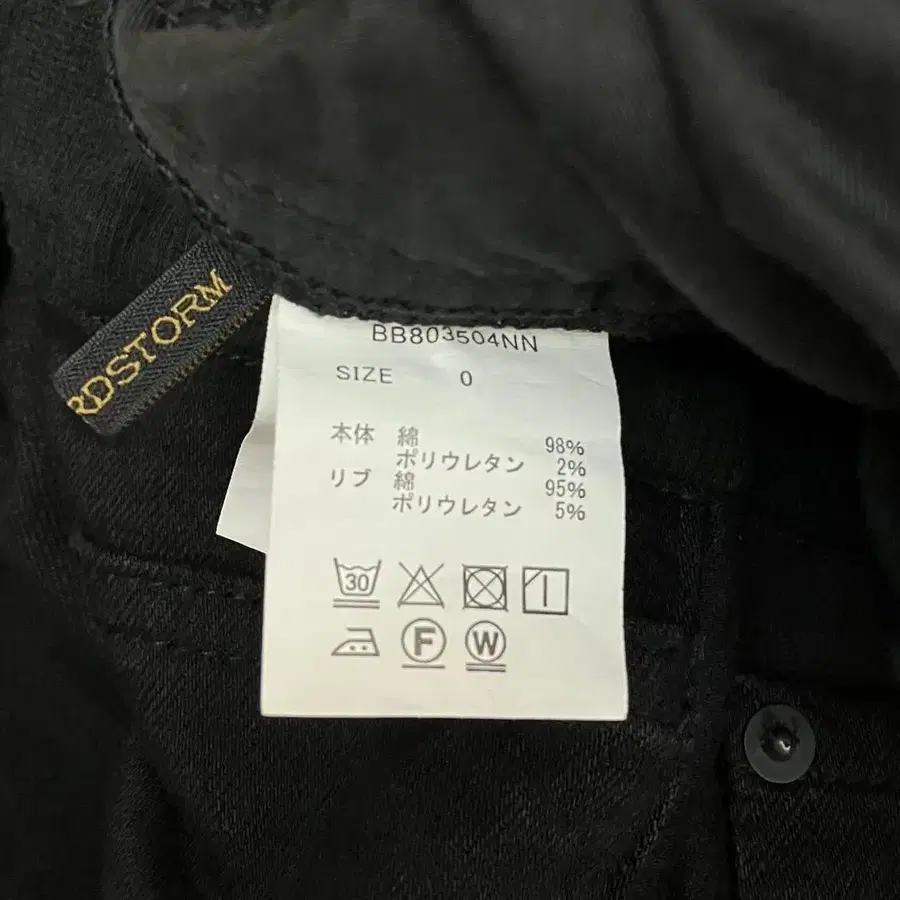 RDSTORM
BB803504NN
SIZE 0
本体 綿 98%
ポリウレタン 2%
リブ 綿 95%
ポリウレタン 5%
30
F W